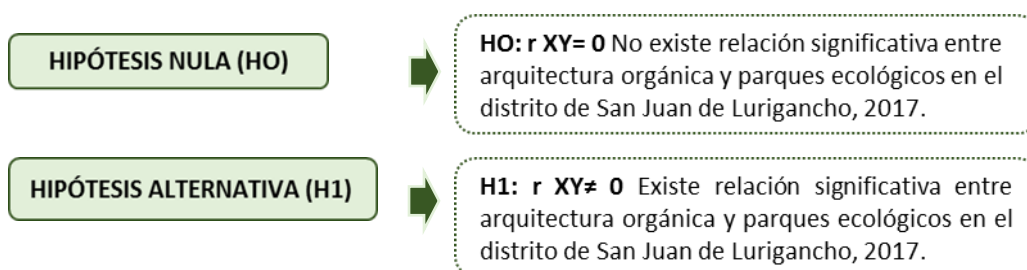 HIPÓTESIS NULA (HO)
HO: r XY= 0 No existe relación significativa entre
arquitectura orgánica y parques ecológicos en el
distrito de San Juan de Lurigancho, 2017.
HIPÓTESIS ALTERNATIVA (H1)
H1: r XY≠ 0 Existe relación significativa entre
arquitectura orgánica y parques ecológicos en el
distrito de San Juan de Lurigancho, 2017.